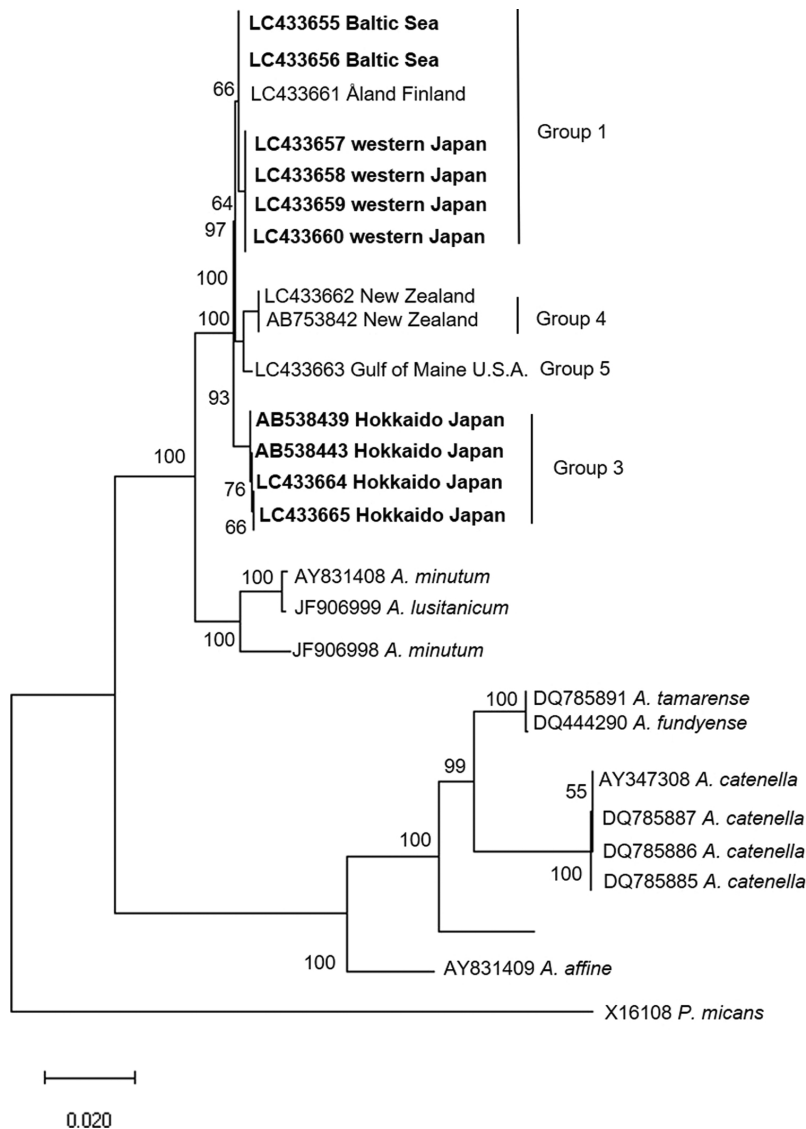 LC433655 Baltic Sea
LC433656 Baltic Sea
66
LC433661 Åland Finland
Group 1
LC433657 western Japan
LC433658 western Japan
64
LC433659 western Japan
97
LC433660 western Japan
100
LC433662 New Zealand
100
AB753842 New Zealand
Group 4
LC433663 Gulf of Maine U.S.A.
Group 5
93
AB538439 Hokkaido Japan
AB538443 Hokkaido Japan
100
Group 3
LC433664 Hokkaido Japan
76
LC433665 Hokkaido Japan
66
100
AY831408 A. minutum
JF906999 A. lusitanicum
100
JF906998 A. minutum
100
DQ785891 A. tamarense
DQ444290 A. fundyense
99
AY347308 A. catenella
55
DQ785887 A. catenella
100
DQ785886 A. catenella
100
DQ785885 A. catenella
100
AY831409 A. affine
X16108 P. micans
0.020